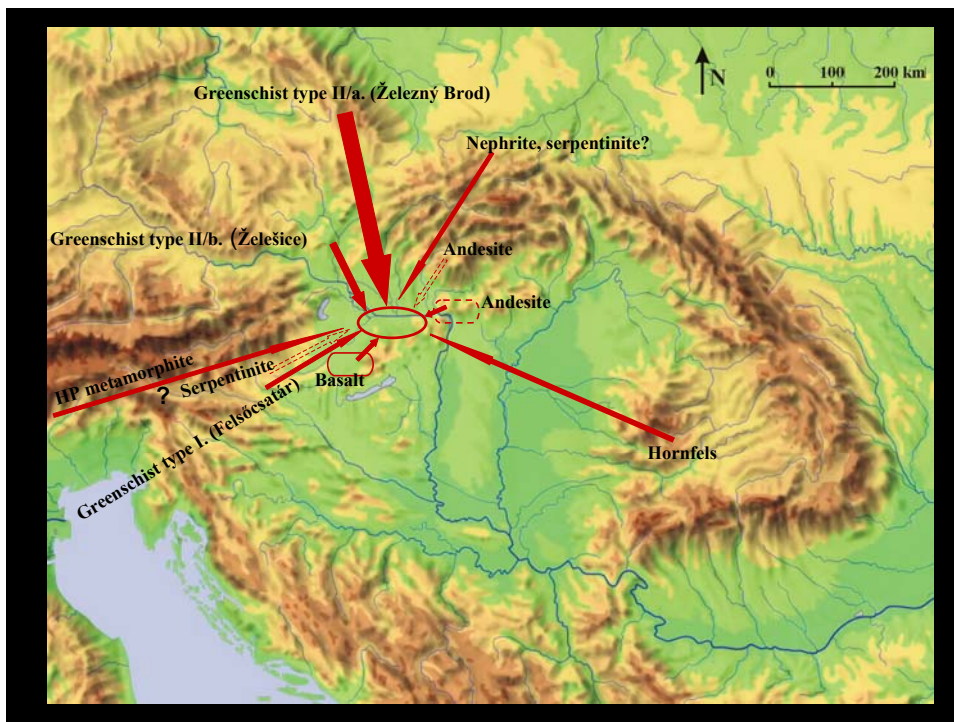 Greenschist type II/a. (Železný Brod)
N
0 100 200 km
Nephrite, serpentinite?
Greenschist type II/b. (Želešice)
Andesite
Andesite
HP metamorphite
? Serpentinite
Basalt
Greenschist type I. (Felsőcsatár)
Hornfels